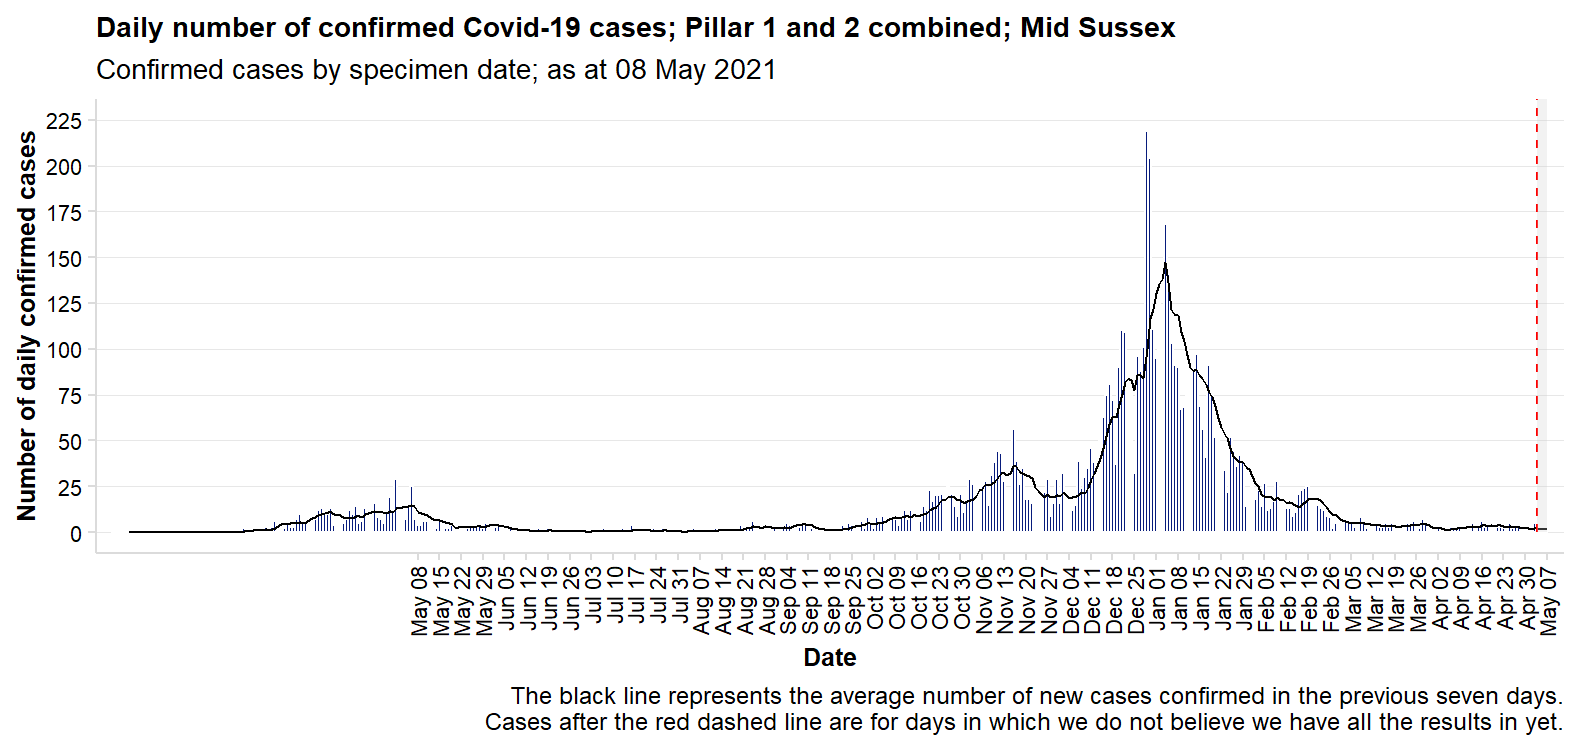 Daily number of confirmed Covid-19 cases; Pillar 1 and 2 combined; Mid Sussex
Confirmed cases by specimen date; as at 08 May 2021
Number of daily confirmed cases
225
200
175
150
125
100
75
50
25
0
May 08
May 15
May 22
May 29
Jun 05
Jun 12
Jun 19
Jun 26
Jul 03
Jul 10
Jul 17
Jul 24
Jul 31
Aug 07
Aug 14
Aug 21
Aug 28
Sep 04
Sep 11
Sep 18
Sep 25
Oct 02
Oct 09
Oct 16
Oct 23
Oct 30
Nov 06
Nov 13
Nov 20
Nov 27
Dec 04
Dec 11
Dec 18
Dec 25
Jan 01
Jan 08
Jan 15
Jan 22
Jan 29
Feb 05
Feb 12
Feb 19
Feb 26
Mar 05
Mar 12
Mar 19
Mar 26
Apr 02
Apr 09
Apr 16
Apr 23
Apr 30
May 07
Date
The black line represents the average number of new cases confirmed in the previous seven days.
Cases after the red dashed line are for days in which we do not believe we have all the results in yet.